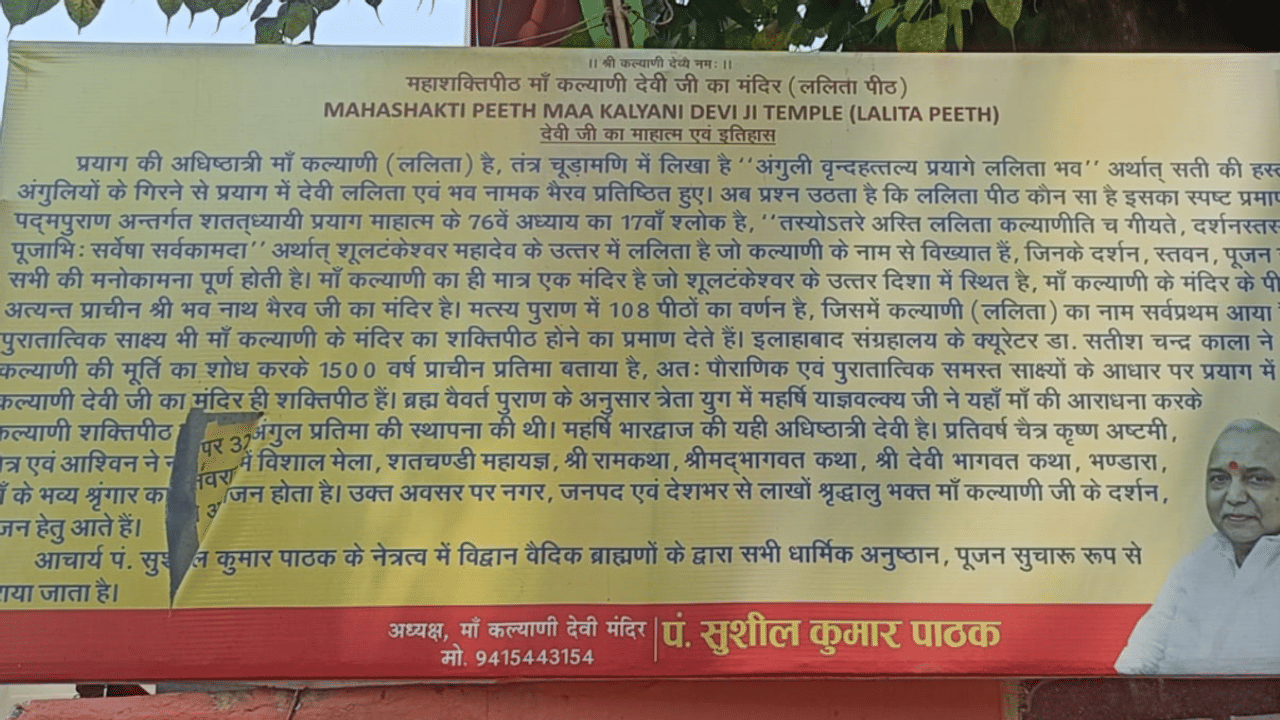 ।। श्री कल्याणी देव्यै नमः ।।
महाशक्तिपीठ माँ कल्याणी देवी जी का मंदिर (ललिता पीठ)
MAHASHAKTI PEETH MAA KALYANI DEVI JI TEMPLE (LALITA PEETH)
देवी जी का माहात्म एवं इतिहास
प्रयाग की अधिष्ठात्री माँ कल्याणी (ललिता) है, तंत्र चूड़ामणि में लिखा है ‘‘अंगुली वृन्दहत्तल्य प्रयागे ललिता भव’’ अर्थात् सती की
अंगुलियों के गिरने से प्रयाग में देवी ललिता एवं भव नामक भैरव प्रतिष्ठित हुए। अब प्रश्न उठता है कि ललिता पीठ कौन सा है इसका स्पष्ट
पद्मपुराण अन्तर्गत शतत्ध्यायी प्रयाग माहात्म के 76वें अध्याय का 17वाँ श्लोक है, ‘‘तस्योऽतरे अस्ति ललिता कल्याणीति च गीयते,
पूजाभिः सर्वेषा सर्वकामदा’’ अर्थात् शूलटंकेश्वर महादेव के उत्तर में ललिता है जो कल्याणी के नाम से विख्यात हैं, जिनके दर्शन, स्तवन, पूजन
सभी की मनोकामना पूर्ण होती है। माँ कल्याणी का ही मात्र एक मंदिर है जो शूलटंकेश्वर के उत्तर दिशा में स्थित है, माँ कल्याणी के मंदिर के
अत्यन्त प्राचीन श्री भव नाथ भैरव जी का मंदिर है। मत्स्य पुराण में 108 पीठों का वर्णन है, जिसमें कल्याणी (ललिता) का नाम सर्वप्रथम आया
पुरातात्विक साक्ष्य भी माँ कल्याणी के मंदिर का शक्तिपीठ होने का प्रमाण देते हैं। इलाहाबाद संग्रहालय के क्यूरेटर डा. सतीश चन्द्र काला ने
कल्याणी की मूर्ति का शोध करके 1500 वर्ष प्राचीन प्रतिमा बताया है, अतः पौराणिक एवं पुरातात्विक समस्त साक्ष्यों के आधार पर प्रयाग में
कल्याणी देवी जी का मंदिर ही शक्तिपीठ हैं। ब्रह्म वैवर्त पुराण के अनुसार त्रेता युग में महर्षि याज्ञवल्क्य जी ने यहाँ माँ की आराधना करके
कल्याणी शक्तिपीठ पर 32 अंगुल प्रतिमा की स्थापना की थी। महर्षि भारद्वाज की यही अधिष्ठात्री देवी है। प्रतिवर्ष चैत्र कृष्ण अष्टमी,
एवं आश्विन ने में विशाल मेला, शतचण्डी महायज्ञ, श्री रामकथा, श्रीमद्भागवत कथा, श्री देवी भागवत कथा, भण्डारा,
के भव्य श्रृंगार का होता है। उक्त अवसर पर नगर, जनपद एवं देशभर से लाखों श्रृद्धालु भक्त माँ कल्याणी जी के दर्शन,
हेतु आते हैं।
आचार्य पं. सुशील कुमार पाठक के नेत्रत्व में विद्वान वैदिक ब्राह्मणों के द्वारा सभी धार्मिक अनुष्ठान, पूजन सुचारू रूप से
जाता है।
अध्यक्ष, माँ कल्याणी देवी मंदिर
मो. 9415443154
पं. सुशील कुमार पाठक